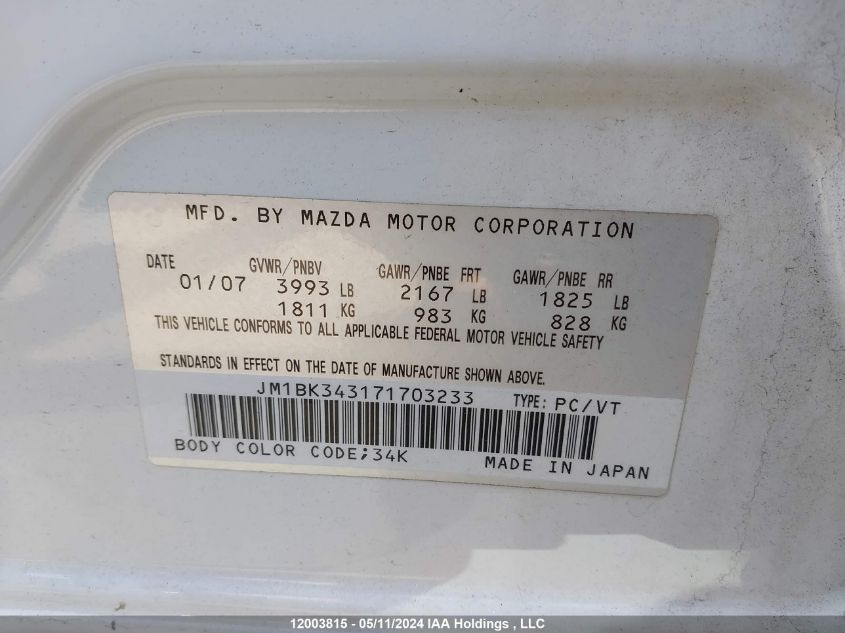 MFD. BY MAZDA MOTOR CORPORATION
DATE GVWR/PNBV GAWR/PNBE FRT GAWR/PNBE RR
01/07 3993 LB 2167 LB 1825 LB
1811 KG 983 KG 828 KG
THIS VEHICLE CONFORMS TO ALL APPLICABLE FEDERAL MOTOR VEHICLE SAFETY
STANDARDS IN EFFECT ON THE DATE OF MANUFACTURE SHOWN ABOVE.
JM1BK343171703233 TYPE: PC/VT
BODY COLOR CODE;34K MADE IN JAPAN
12003815 - 05/11/2024 IAA Holdings , LLC